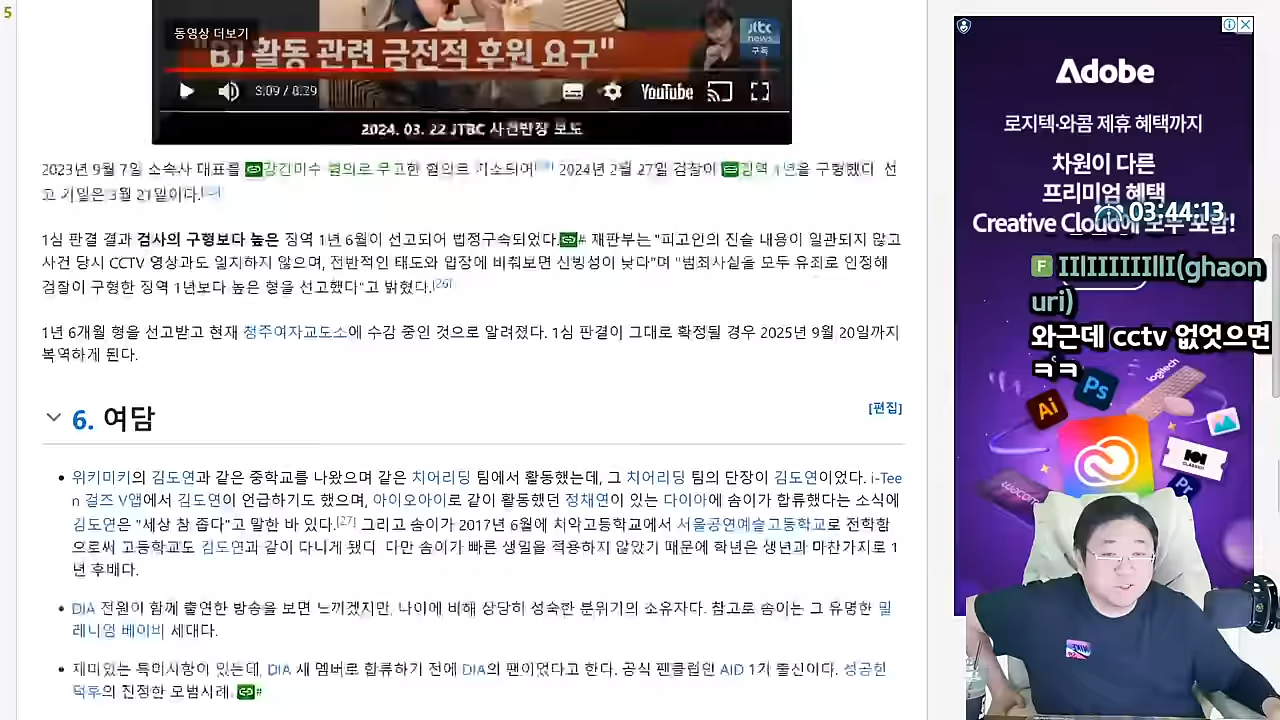 5
동영상 더보기
"BJ 활동 관련 금전적 후원 요구"
jtbc
news
구독
3:09 / 8:29
YouTube
2024. 03. 22 JTBC 사건반장 보도
2023년 9월 7일 소속사 대표를 강간미수 혐의로 무고한 혐의로 기소되어 2024년 2월 27일 검찰이 징역 1년을 구형했다 선
고 기일은 3월 21일이다.
1심 판결 결과 검사의 구형보다 높은 징역 1년 6월이 선고되어 법정구속되었다.# 재판부는 "피고인의 진술 내용이 일관되지 않고
사건 당시 CCTV 영상과도 일치하지 않으며, 전반적인 태도와 입장에 비춰보면 신빙성이 낮다"며 "범죄사실을 모두 유죄로 인정해
검찰이 구형한 징역 1년보다 높은 형을 선고했다"고 밝혔다.[26]
1년 6개월 형을 선고받고 현재 청주여자교도소에 수감 중인 것으로 알려졌다. 1심 판결이 그대로 확정될 경우 2025년 9월 20일까지
복역하게 된다.
6. 여담
[편집]
위키미키의 김도연과 같은 중학교를 나왔으며 같은 치어리딩 팀에서 활동했는데, 그 치어리딩 팀의 단장이 김도연이었다. i-Tee
n 걸즈 V앱에서 김도연이 언급하기도 했으며, 아이오아이로 같이 활동했던 정채연이 있는 다이아에 솜이가 합류했다는 소식에
김도연은 "세상 참 좁다"고 말한 바 있다.[27] 그리고 솜이가 2017년 6월에 치악고등학교에서 서울공연예술고등학교로 전학함
으로써 고등학교도 김도연과 같이 다니게 됐다 다만 솜이가 빠른 생일을 적용하지 않았기 때문에 학년은 생년과 마찬가지로 1
년 후배다.
DIA 전원이 함께 출연한 방송을 보면 느끼겠지만, 나이에 비해 상당히 성숙한 분위기의 소유자다. 참고로 솜이는 그 유명한 밀
레니엄 베이비 세대다.
재미있는 특이사항이 있는데, DIA 새 멤버로 합류하기 전에 DIA의 팬이었다고 한다. 공식 팬클럽인 AID 1기 출신이다. 성공한
덕후의 진정한 모범사례. #
Adobe
로지텍·와콤 제휴 혜택까지
차원이 다른
프리미엄 혜택
03:44:13
Creative Cloud에 모두 포함!
F IIlIIIIIIllI(ghaon
uri)
와근데 cctv 없엇으면
ㅋㅋ
logitech
Ps
Ai
Pr
wacom